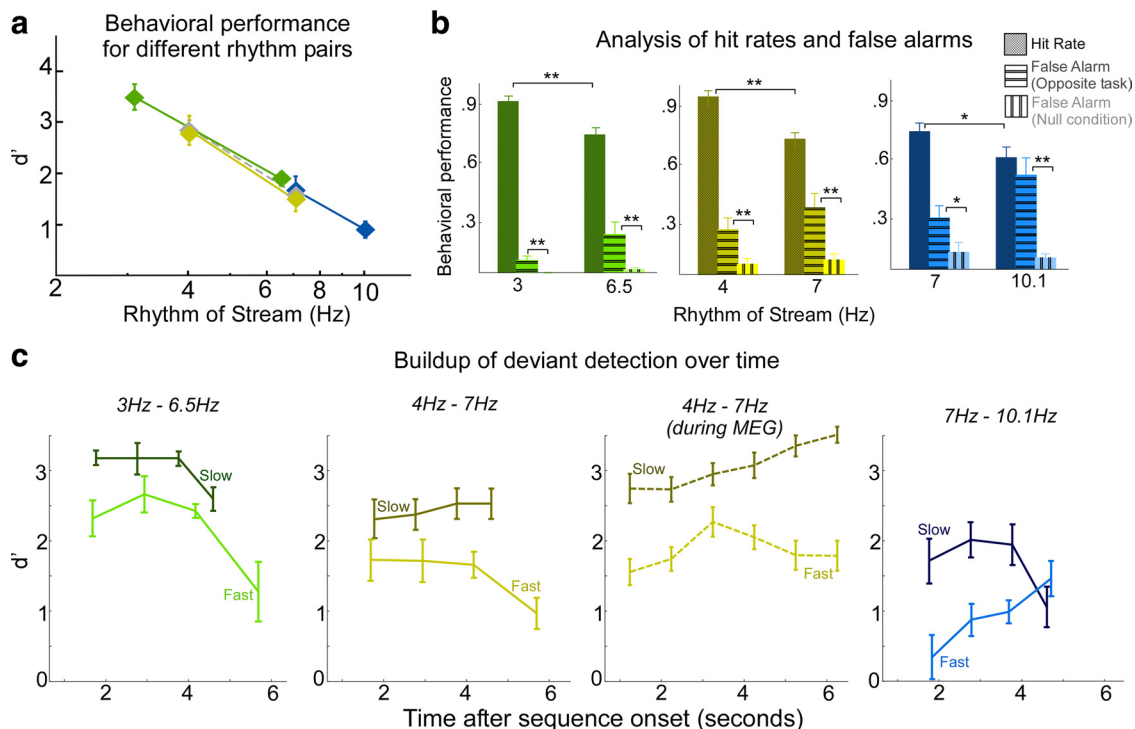 a
Behavioral performance
for different rhythm pairs
4
3
2
1
d'
2
4
6
8
10
Rhythm of Stream (Hz)
b
Analysis of hit rates and false alarms
Hit Rate
False Alarm
(Opposite task)
False Alarm
(Null condition)
Behavioral performance
.9
.6
.3
**
**
**
3
6.5
.9
.6
.3
**
**
**
4
7
.9
.6
.3
*
*
**
7
10.1
Rhythm of Stream (Hz)
c
Buildup of deviant detection over time
3Hz - 6.5Hz
4Hz - 7Hz
4Hz - 7Hz
(during MEG)
7Hz - 10.1Hz
d'
3
2
1
0
Slow
Fast
2
4
6
3
2
1
0
Slow
Fast
2
4
6
3
2
1
0
Slow
Fast
2
4
6
3
2
1
0
Slow
Fast
2
4
6
Time after sequence onset (seconds)